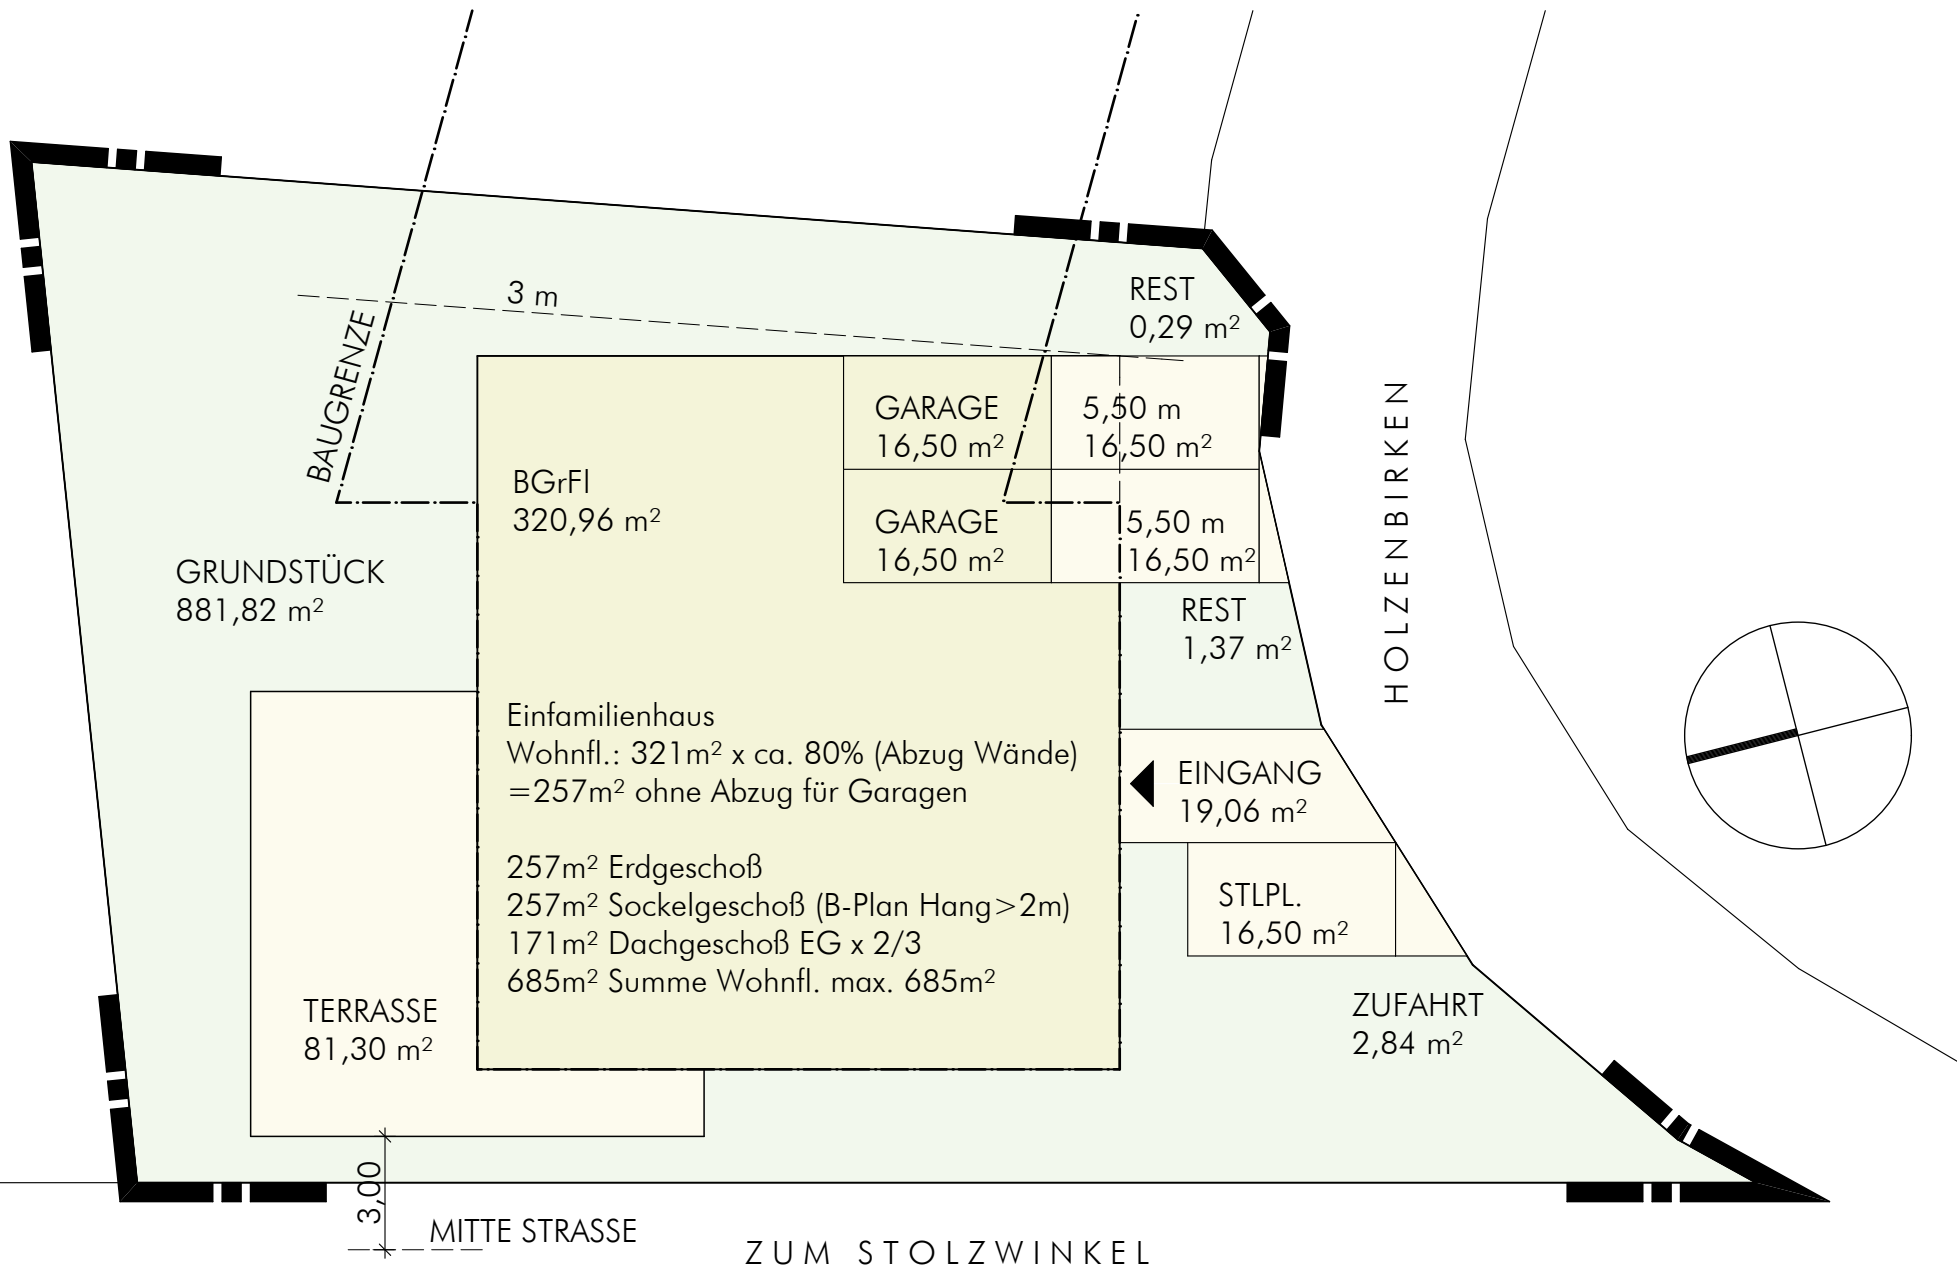 3 m
BAUGRENZE
REST
0,29 m²
GARAGE
16,50 m²
5,50 m
16,50 m²
BGrFl
320,96 m²
GARAGE
16,50 m²
5,50 m
16,50 m²
HOLZENBIRKEN
GRUNDSTÜCK
881,82 m²
REST
1,37 m²
Einfamilienhaus
Wohnfl.: 321m² x ca. 80% (Abzug Wände)
=257m² ohne Abzug für Garagen
257m² Erdgeschoß
257m² Sockelgeschoß (B-Plan Hang>2m)
171m² Dachgeschoß EG x 2/3
685m² Summe Wohnfl. max. 685m²
EINGANG
19,06 m²
STLPL.
16,50 m²
TERRASSE
81,30 m²
ZUFAHRT
2,84 m²
3,00
MITTE STRASSE
ZUM STOLZWINKEL